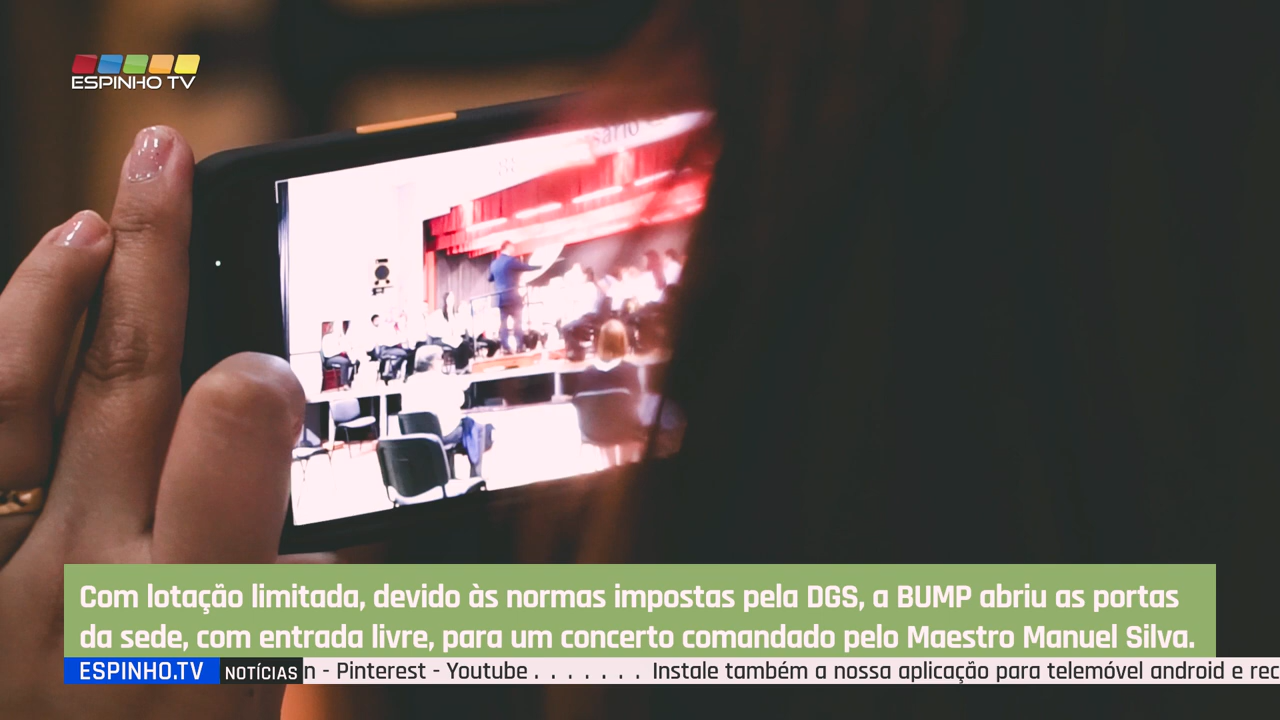 ESPINHO TV
Com lotação limitada, devido às normas impostas pela DGS, a BUMP abriu as portas
da sede, com entrada livre, para um concerto comandado pelo Maestro Manuel Silva.
ESPINHO.TV NOTÍCIAS n - Pinterest - Youtube . . . . . . . Instale também a nossa aplicação para telemóvel android e rec